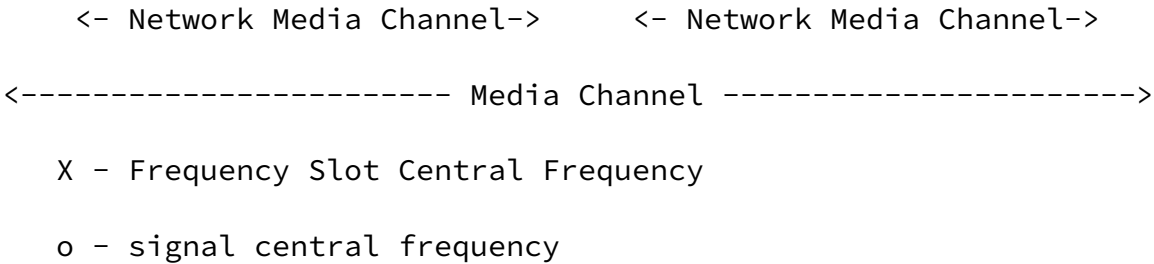 <- Network Media Channel-> <- Network Media Channel->
<------------------------ Media Channel ----------------------->
X - Frequency Slot Central Frequency
o - signal central frequency